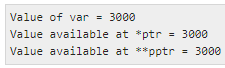 Value of var = 3000
Value available at *ptr = 3000
Value available at **pptr = 3000